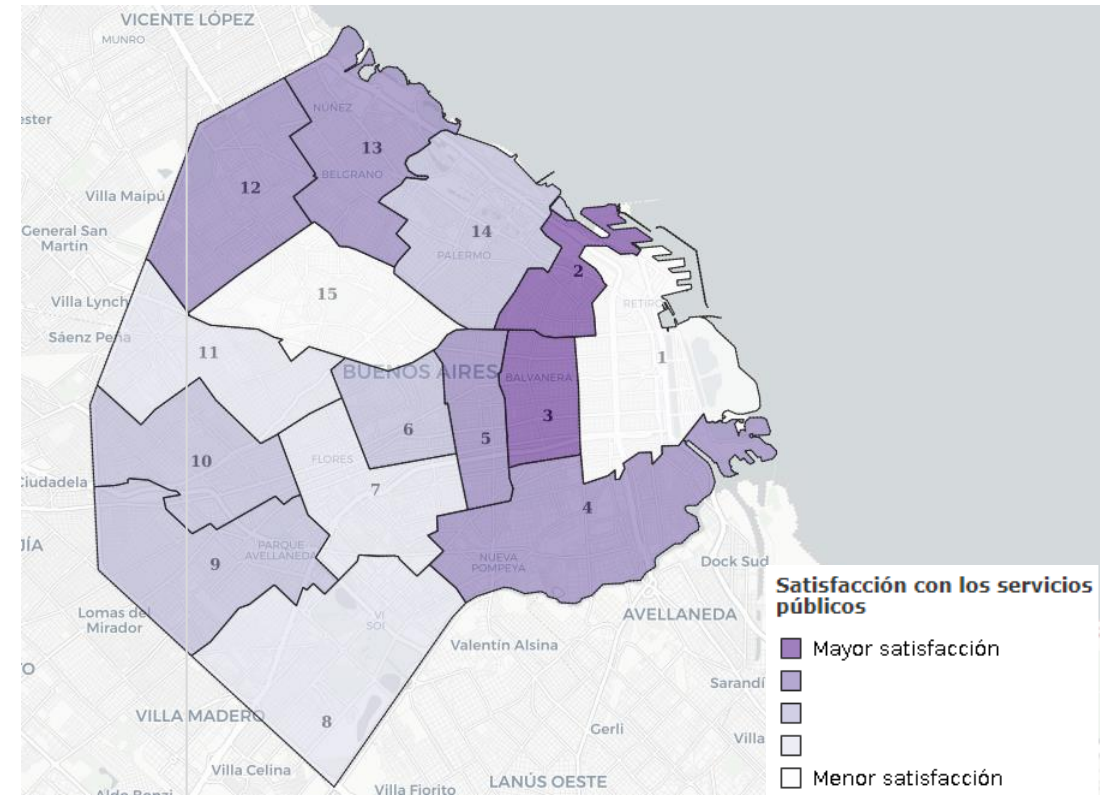 VICENTE LÓPEZ
MUNRO
NÚÑEZ
13
BELGRANO
12
Villa Maipú
General San
Martín
14
PALERMO
2
Villa Lynch
15
RETIRO
Sáenz Peña
11
1
BUENOS AIRES
BALVANERA
3
6
5
10
FLORES
7
Ciudadela
4
9
PARQUE
AVELLANEDA
NUEVA
POMPEYA
Dock Sud
Lomas del
Mirador
AVELLANEDA
Valentín Alsina
Sarandí
VILLA MADERO
8
Gerli
Villa
Villa Celina
LANÚS OESTE
Villa Fiorito
Aldo Bonzi
Satisfacción con los servicios
públicos
Mayor satisfacción
Menor satisfacción